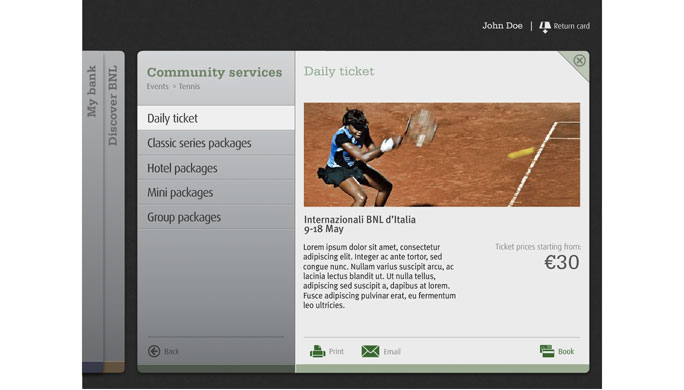 John Doe | Return card
My bank
Discover BNL
Community services
Events > Tennis
Daily ticket
Classic series packages
Hotel packages
Mini packages
Group packages
Back
Daily ticket
Internazionali BNL d'Italia
9-18 May
Lorem ipsum dolor sit amet, consectetur
adipiscing elit. Integer ac ante tortor, sed
congue nunc. Nullam varius suscipit arcu, ac
lacinia lectus blandit ut. Ut nulla tellus,
adipiscing sed suscipit a, dapibus at lorem.
Fusce adipiscing pulvinar erat, eu fermentum
leo ultricies.
Ticket prices starting from:
€30
Print
Email
Book